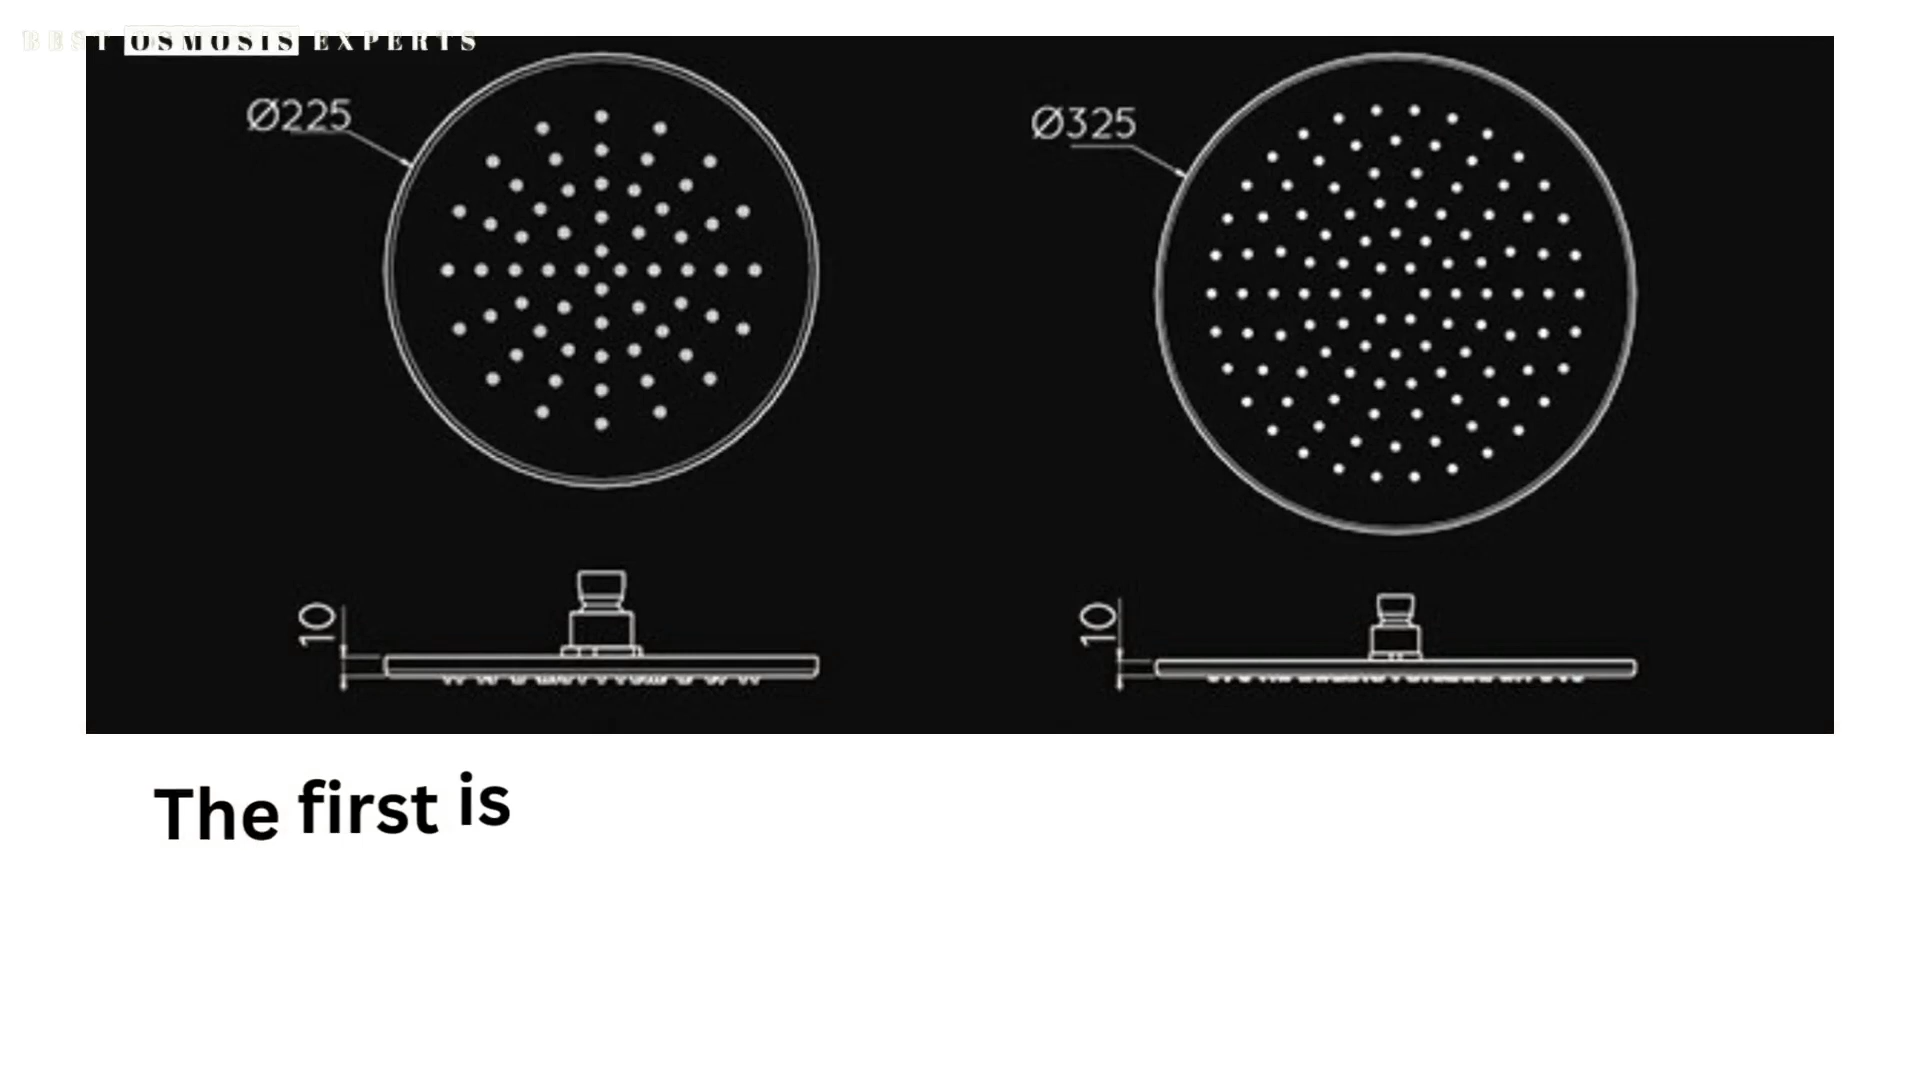 BEST OSMOSIS EXPERTS
Ø225
Ø325
10
10
The first is